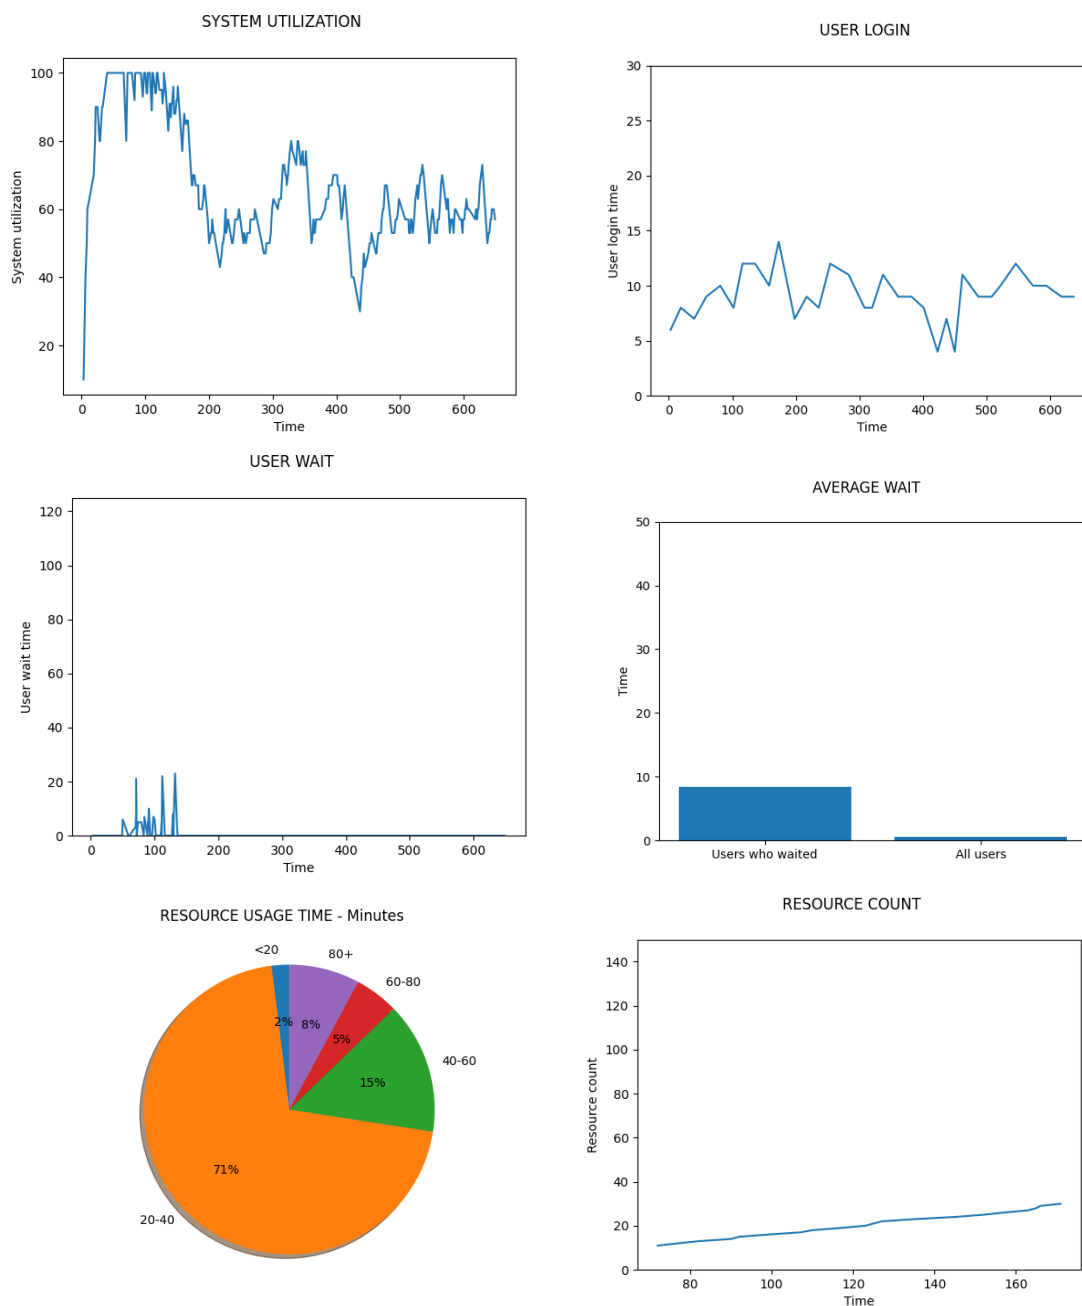 SYSTEM UTILIZATION
System utilization
100
80
60
40
20
0 100 200 300 400 500 600
Time
USER LOGIN
User login time
30
25
20
15
10
5
0
0 100 200 300 400 500 600
Time
USER WAIT
User wait time
120
100
80
60
40
20
0
0 100 200 300 400 500 600
Time
AVERAGE WAIT
Time
50
40
30
20
10
0
Users who waited All users
RESOURCE USAGE TIME - Minutes
<20
80+
60-80
40-60
20-40
2%
8%
5%
15%
71%
RESOURCE COUNT
Resource count
140
120
100
80
60
40
20
0
80 100 120 140 160
Time